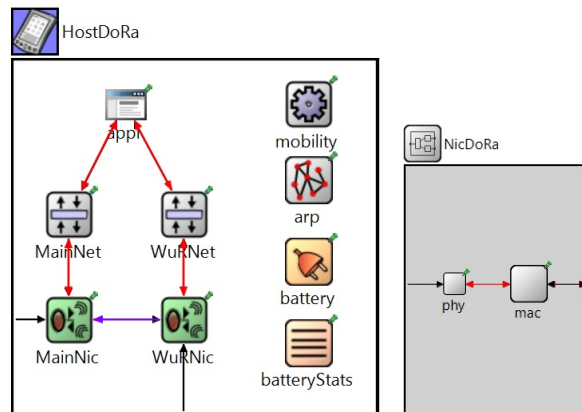 HostDoRa
appl
mobility
NicDoRa
arp
MainNet
WuRNet
battery
phy
mac
MainNic
WuRNic
batteryStats